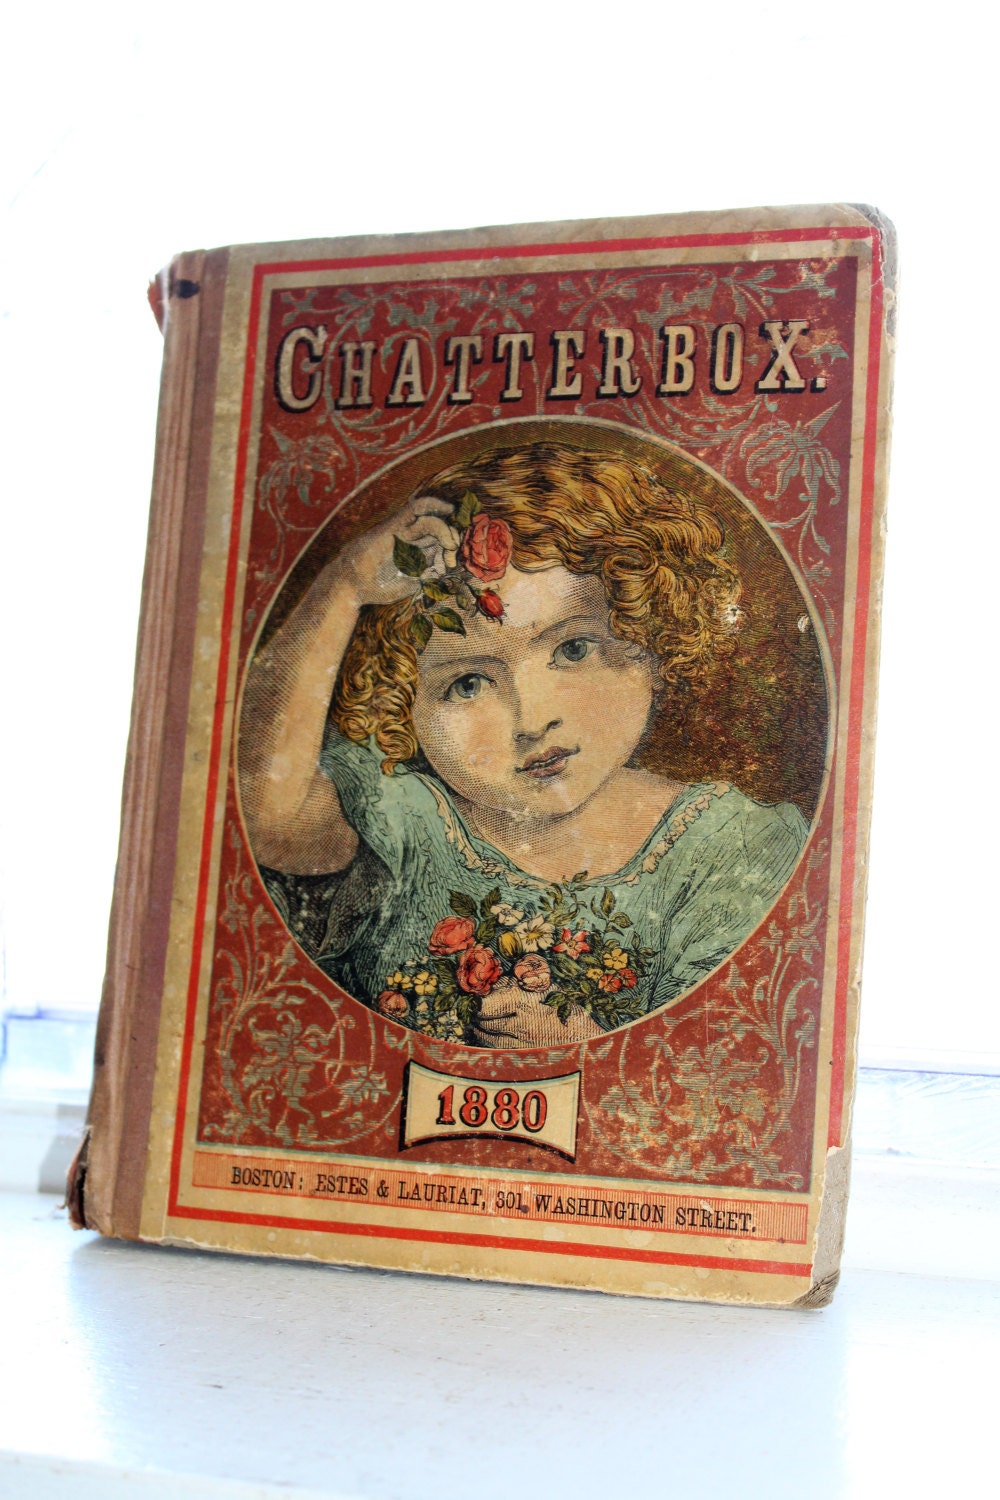 CHATTERBOX.
1880
BOSTON: ESTES & LAURIAT, 301 WASHINGTON STREET.